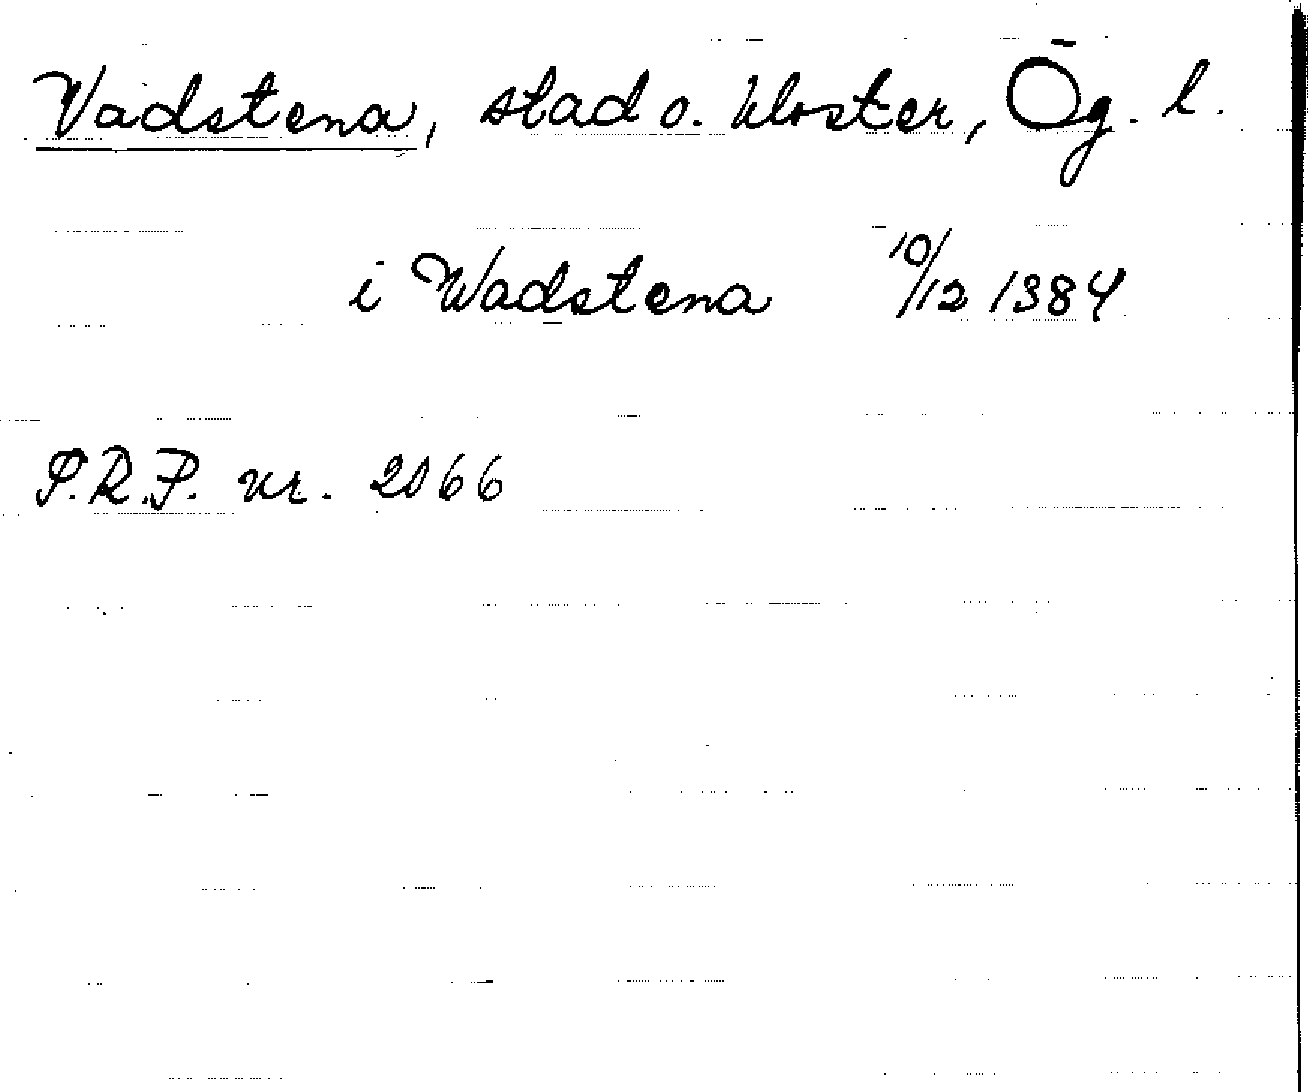 Vadstena, stad o. kloster, Ög. l.
i Wadstena 10/12 1384
S.R.P. nr. 2066